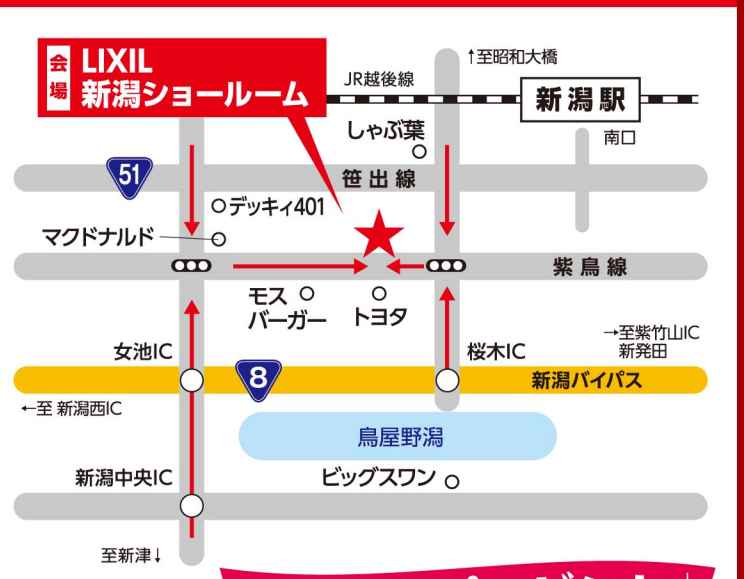 会場
LIXIL
新潟ショールーム
↑至昭和大橋
JR越後線
新潟駅
南口
しゃぶ葉
51
笹出線
デッキィ401
マクドナルド
紫鳥線
モス
バーガー
トヨタ
女池IC
桜木IC
→至紫竹山IC
新発田
8
新潟バイパス
←至 新潟西IC
鳥屋野潟
新潟中央IC
ビッグスワン
至新津↓